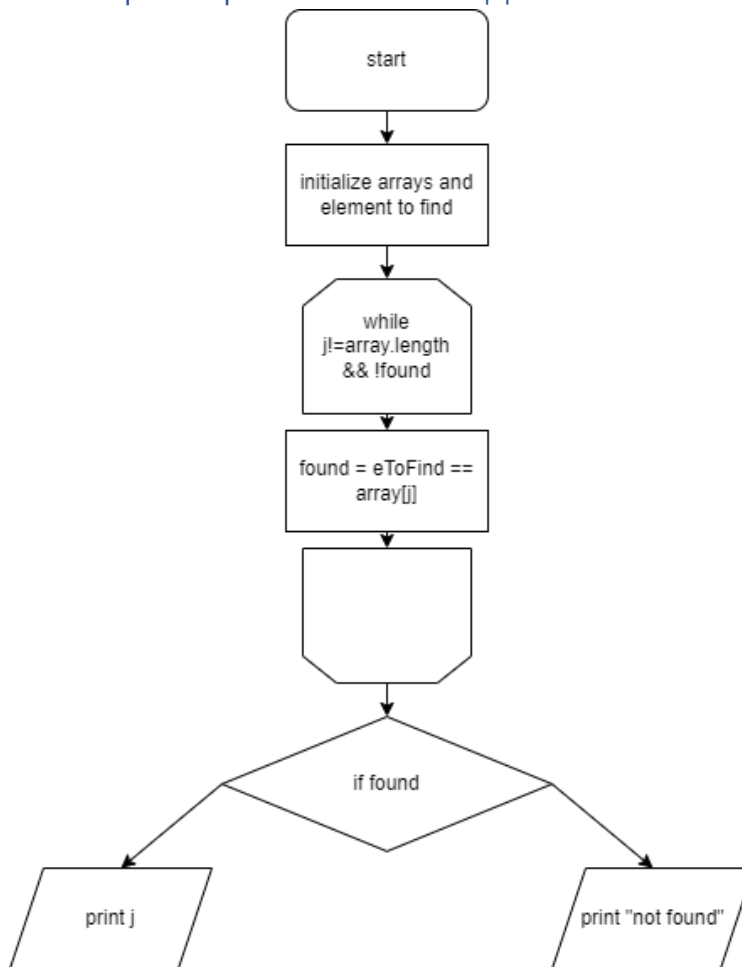 start
initialize arrays and
element to find
while
j!=array.length
&& !found
found = eToFind ==
array[j]
if found
print j
print "not found"